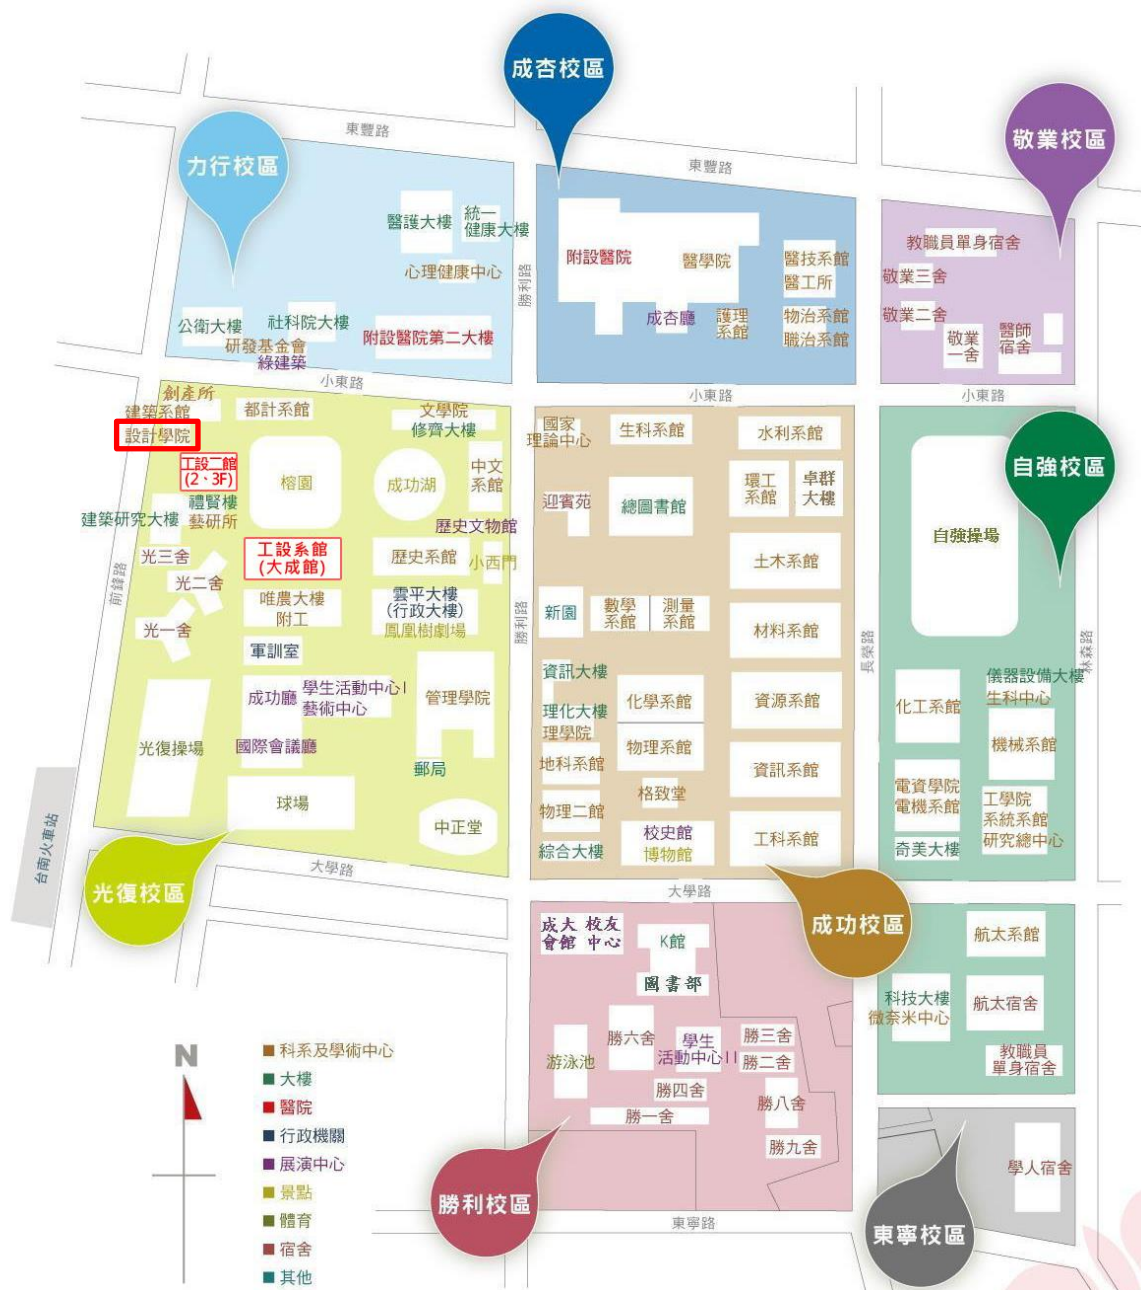 成杏校區
敬業校區
力行校區
東豐路
東豐路
醫護大樓
統一
健康大樓
心理健康中心
勝利路
公衛大樓
社科院大樓
研發基金會
綠建築
附設醫院第二大樓
附設醫院
醫學院
醫技系館
醫工所
成杏廳
護理
系館
物治系館
職治系館
教職員單身宿舍
敬業三舍
敬業二舍
敬業
一舍
醫師
宿舍
小東路
小東路
小東路
創產所
建築系館
設計學院
都計系館
文學院
修齊大樓
工設二館
(2、3F)
榕園
成功湖
中文
系館
禮賢樓
藝研所
建築研究大樓
歷史文物館
工設系館
(大成館)
歷史系館
小西門
光三舍
光二舍
光一舍
前鋒路
唯農大樓
附工
雲平大樓
(行政大樓)
鳳凰樹劇場
軍訓室
成功廳
學生活動中心I
藝術中心
國際會議廳
管理學院
郵局
光復操場
球場
中正堂
台南火車站
大學路
光復校區
勝利路
國家
理論中心
生科系館
水利系館
迎賓苑
總圖書館
環工
系館
卓群
大樓
土木系館
新園
數學
系館
測量
系館
材料系館
資訊大樓
理化大樓
理學院
化學系館
資源系館
地科系館
物理系館
資訊系館
物理二館
格致堂
綜合大樓
校史館
博物館
工科系館
大學路
成功校區
長榮路
自強校區
自強操場
林森路
儀器設備大樓
生科中心
化工系館
機械系館
電資學院
電機系館
工學院
系統系館
研究總中心
奇美大樓
航太系館
科技大樓
微奈米中心
航太宿舍
教職員
單身宿舍
成大 校友
會館 中心
K館
圖書部
游泳池
勝六舍
學生
活動中心II
勝三舍
勝二舍
勝四舍
勝一舍
勝八舍
勝九舍
勝利校區
東寧路
東寧校區
學人宿舍
N
科系及學術中心
大樓
醫院
行政機關
展演中心
景點
體育
宿舍
其他